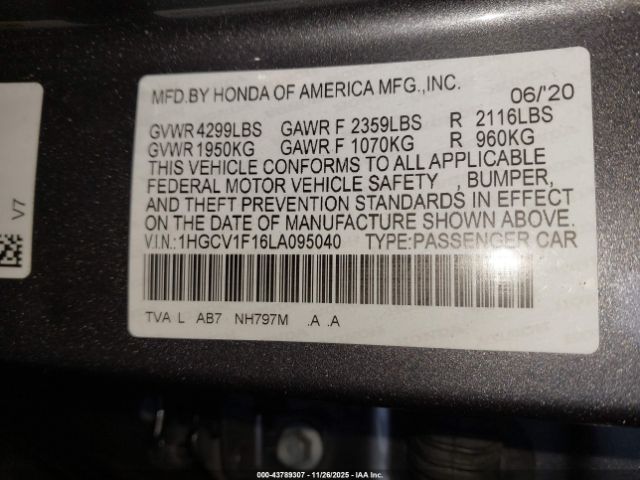 MFD.BY HONDA OF AMERICA MFG.,INC.
06/'20
GVWR 4299LBS GAWR F 2359LBS R 2116LBS
GVWR 1950KG GAWR F 1070KG R 960KG
THIS VEHICLE CONFORMS TO ALL APPLICABLE
FEDERAL MOTOR VEHICLE SAFETY , BUMPER,
AND THEFT PREVENTION STANDARDS IN EFFECT
ON THE DATE OF MANUFACTURE SHOWN ABOVE.
V.I.N.:1HGCV1F16LA095040 TYPE:PASSENGER CAR
TVA L AB7 NH797M .A .A
V7
000-43789307 - 11/26/2025 - IAA Inc.